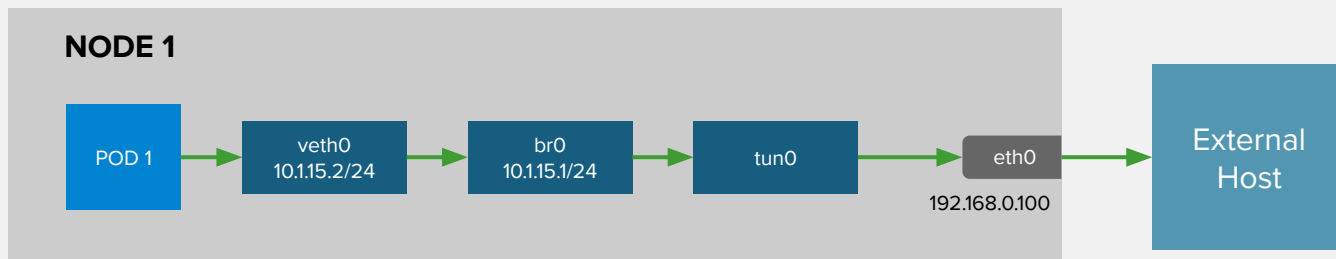 NODE 1
POD 1
veth0
10.1.15.2/24
br0
10.1.15.1/24
tun0
eth0
192.168.0.100
External
Host